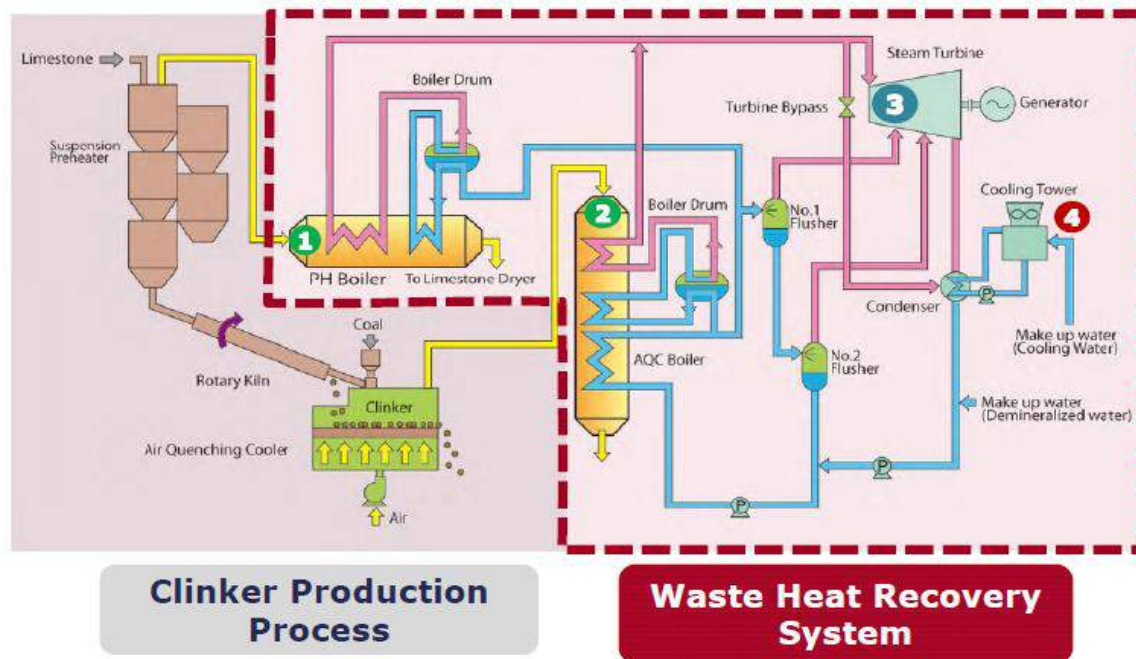 Limestone
Suspension
Preheater
Boiler Drum
Steam Turbine
Turbine Bypass
3
Generator
Cooling Tower
4
1
PH Boiler
To Limestone Dryer
2
Boiler Drum
No.1
Flusher
Condenser
P
Make up water
(Cooling Water)
Coal
Rotary Kiln
Clinker
Air Quenching Cooler
Air
AQC Boiler
No.2
Flusher
Make up water
(Demineralized water)
P
P
Clinker Production
Process
Waste Heat Recovery
System